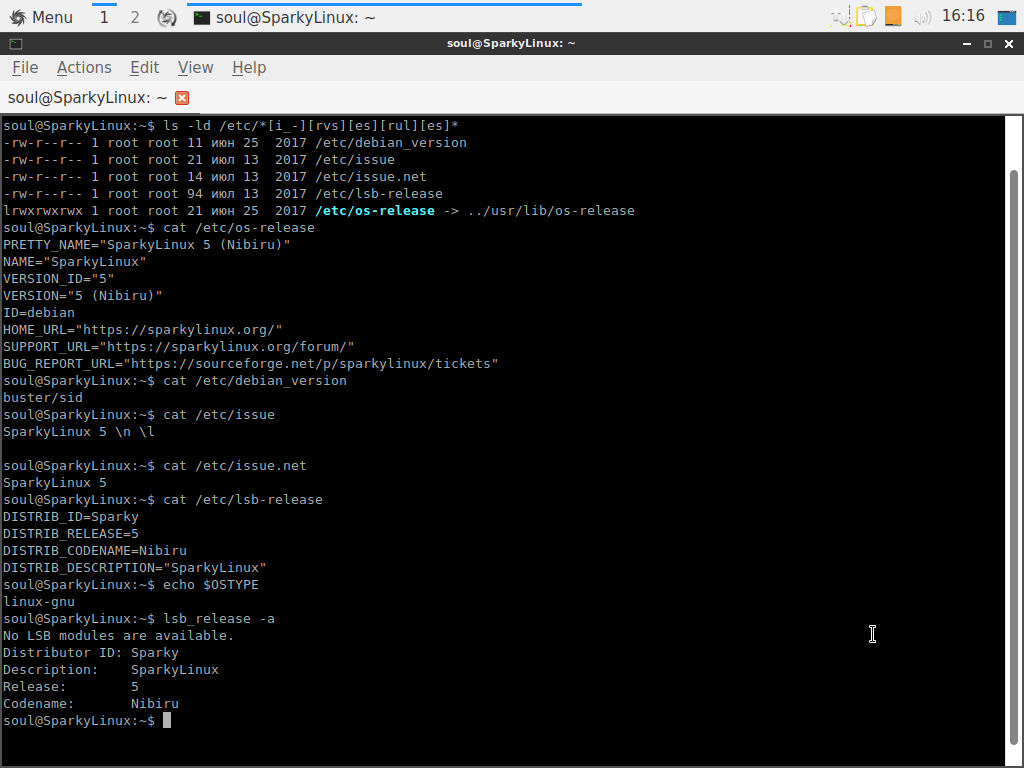 Menu 1 2 soul@SparkyLinux: ~ 16:16
soul@SparkyLinux: ~
File Actions Edit View Help
soul@SparkyLinux: ~
soul@SparkyLinux:~$ ls -ld /etc/*[i_-][rvs][es][rul][es]*
-rw-r--r-- 1 root root 11 июн 25  2017 /etc/debian_version
-rw-r--r-- 1 root root 21 июл 13  2017 /etc/issue
-rw-r--r-- 1 root root 14 июл 13  2017 /etc/issue.net
-rw-r--r-- 1 root root 94 июл 13  2017 /etc/lsb-release
lrwxrwxrwx 1 root root 21 июн 25  2017 /etc/os-release -> ../usr/lib/os-release
soul@SparkyLinux:~$ cat /etc/os-release
PRETTY_NAME="SparkyLinux 5 (Nibiru)"
NAME="SparkyLinux"
VERSION_ID="5"
VERSION="5 (Nibiru)"
ID=debian
HOME_URL="https://sparkylinux.org/"
SUPPORT_URL="https://sparkylinux.org/forum/"
BUG_REPORT_URL="https://sourceforge.net/p/sparkylinux/tickets"
soul@SparkyLinux:~$ cat /etc/debian_version
buster/sid
soul@SparkyLinux:~$ cat /etc/issue
SparkyLinux 5 \n \l

soul@SparkyLinux:~$ cat /etc/issue.net
SparkyLinux 5
soul@SparkyLinux:~$ cat /etc/lsb-release
DISTRIB_ID=Sparky
DISTRIB_RELEASE=5
DISTRIB_CODENAME=Nibiru
DISTRIB_DESCRIPTION="SparkyLinux"
soul@SparkyLinux:~$ echo $OSTYPE
linux-gnu
soul@SparkyLinux:~$ lsb_release -a
No LSB modules are available.
Distributor ID: Sparky
Description:    SparkyLinux
Release:        5
Codename:       Nibiru
soul@SparkyLinux:~$